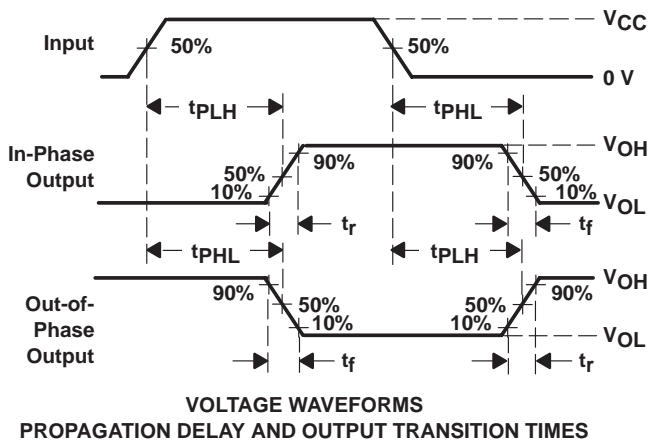 VCC
Input
50%
50%
0 V
tPLH
tPHL
In-Phase
Output
90%
90%
VOH
50%
50%
10%
10%
VOL
tr
tf
tPHL
tPLH
Out-of-
Phase
Output
90%
90%
VOH
50%
50%
10%
10%
VOL
tf
tr
VOLTAGE WAVEFORMS
PROPAGATION DELAY AND OUTPUT TRANSITION TIMES